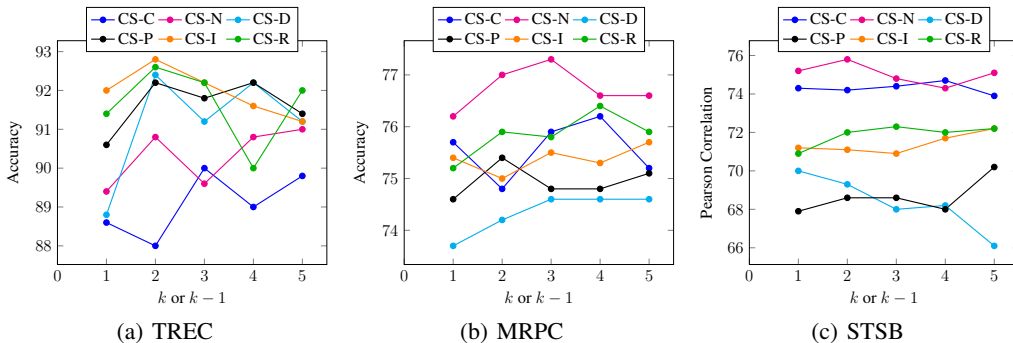 CS-C CS-N CS-D
CS-P CS-I CS-R
93
92
91
90
89
88
Accuracy
0 1 2 3 4 5
k or k − 1
(a) TREC
CS-C CS-N CS-D
CS-P CS-I CS-R
77
76
75
74
Accuracy
0 1 2 3 4 5
k or k − 1
(b) MRPC
CS-C CS-N CS-D
CS-P CS-I CS-R
76
74
72
70
68
66
Pearson Correlation
0 1 2 3 4 5
k or k − 1
(c) STSB